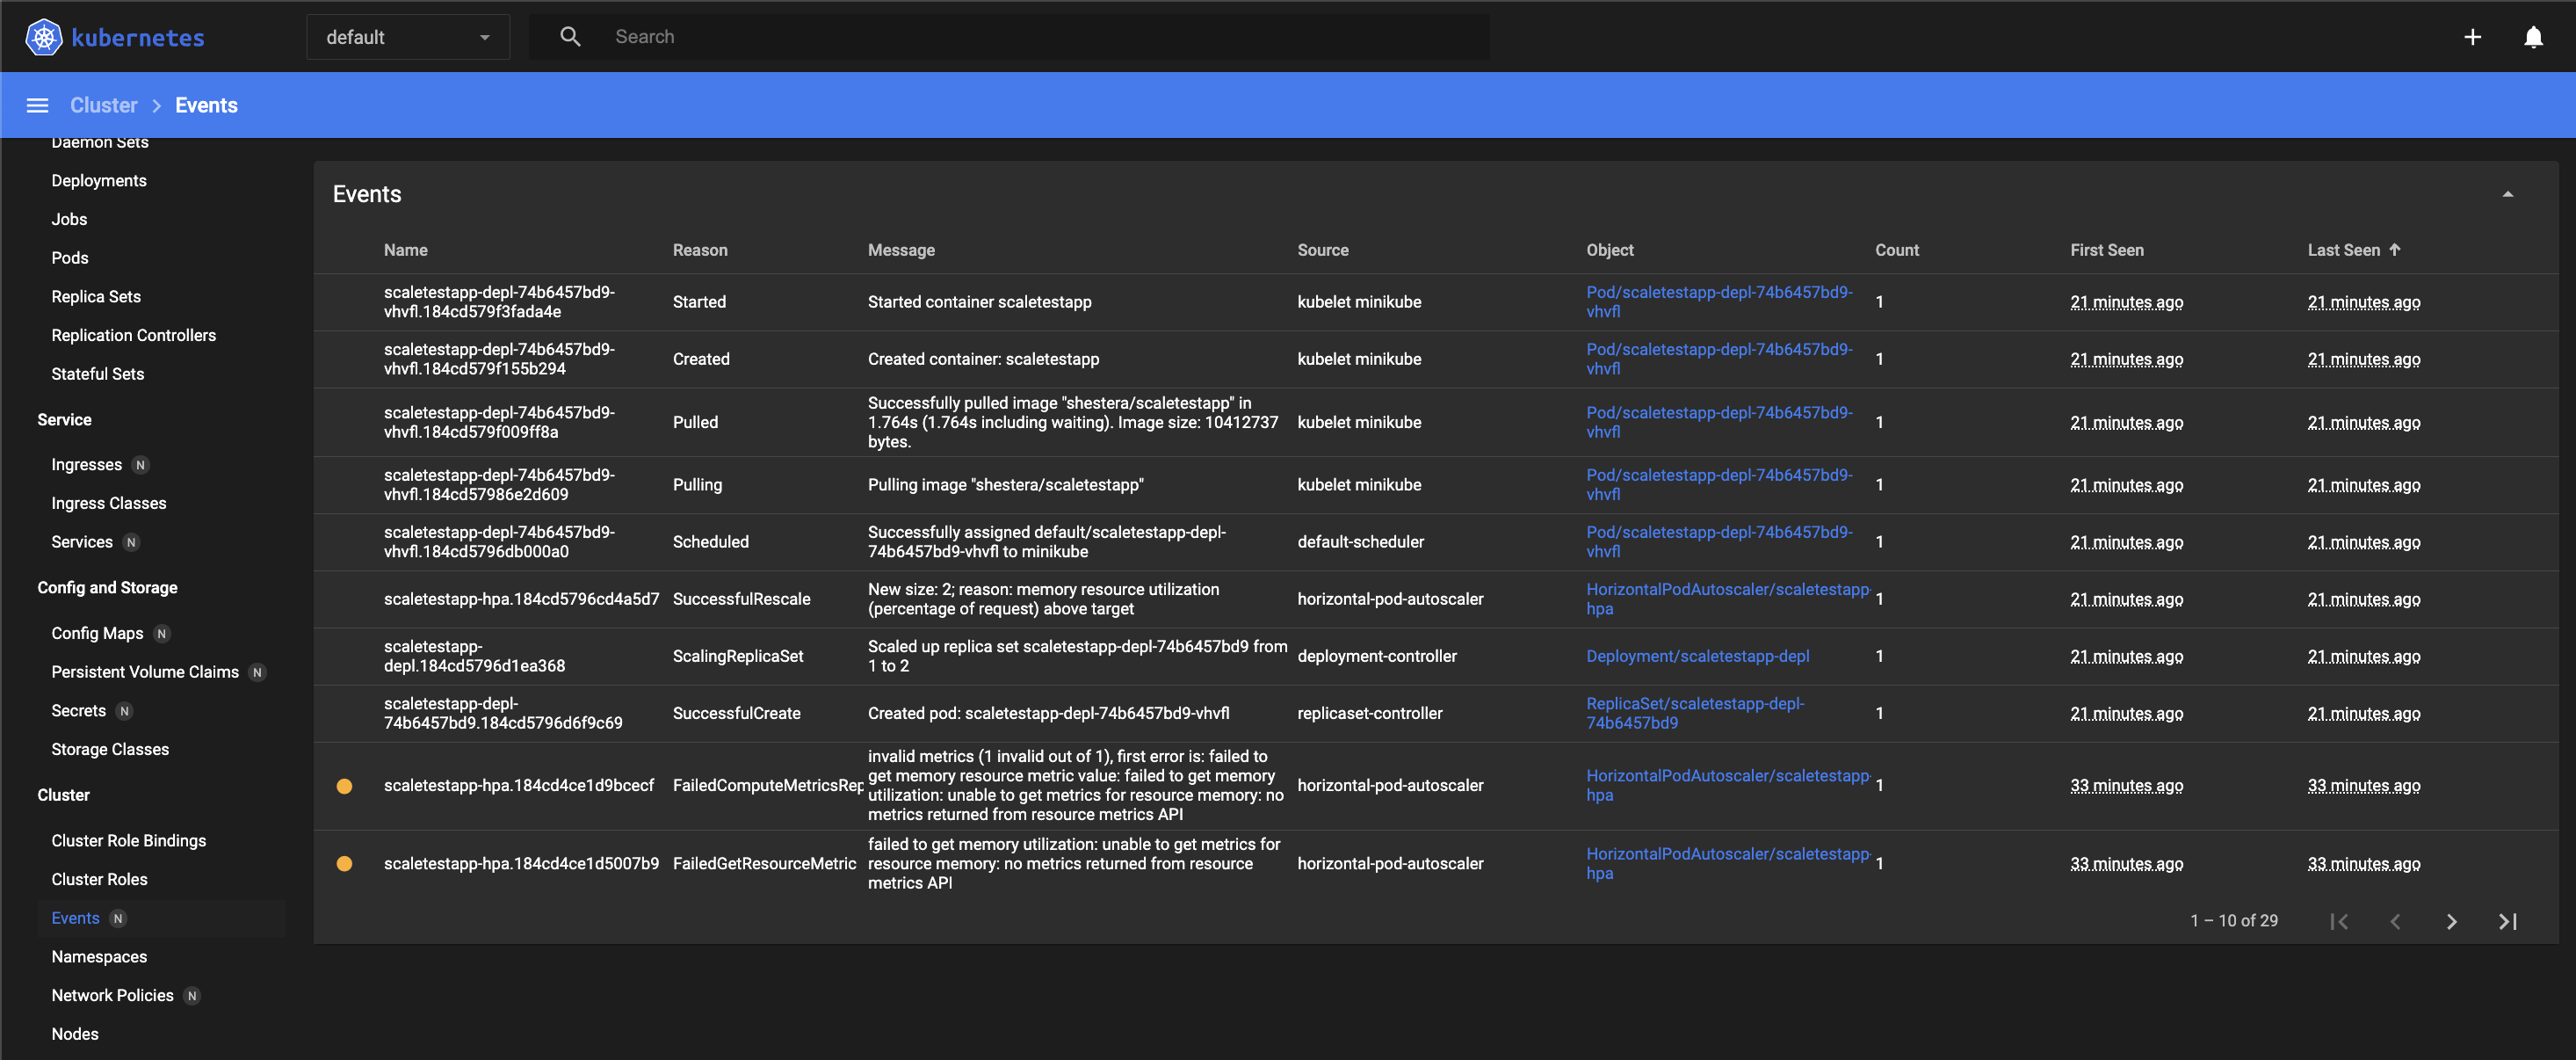 kubernetes
default
Search
Cluster > Events
Daemon Sets
Deployments
Jobs
Pods
Replica Sets
Replication Controllers
Stateful Sets
Service
Ingresses N
Ingress Classes
Services N
Config and Storage
Config Maps N
Persistent Volume Claims N
Secrets N
Storage Classes
Cluster
Cluster Role Bindings
Cluster Roles
Events N
Namespaces
Network Policies N
Nodes
Events
Name Reason Message Source Object Count First Seen Last Seen
scaletestapp-depl-74b6457bd9-
vhvfl.184cd579f3fada4e
Started
Started container scaletestapp
kubelet minikube
Pod/scaletestapp-depl-74b6457bd9-
vhvfl
1
21 minutes ago
21 minutes ago
scaletestapp-depl-74b6457bd9-
vhvfl.184cd579f155b294
Created
Created container: scaletestapp
kubelet minikube
Pod/scaletestapp-depl-74b6457bd9-
vhvfl
1
21 minutes ago
21 minutes ago
scaletestapp-depl-74b6457bd9-
vhvfl.184cd579f009ff8a
Pulled
Successfully pulled image "shestera/scaletestapp" in
1.764s (1.764s including waiting). Image size: 10412737
bytes.
kubelet minikube
Pod/scaletestapp-depl-74b6457bd9-
vhvfl
1
21 minutes ago
21 minutes ago
scaletestapp-depl-74b6457bd9-
vhvfl.184cd57986e2d609
Pulling
Pulling image "shestera/scaletestapp"
kubelet minikube
Pod/scaletestapp-depl-74b6457bd9-
vhvfl
1
21 minutes ago
21 minutes ago
scaletestapp-depl-74b6457bd9-
vhvfl.184cd5796db000a0
Scheduled
Successfully assigned default/scaletestapp-depl-
74b6457bd9-vhvfl to minikube
default-scheduler
Pod/scaletestapp-depl-74b6457bd9-
vhvfl
1
21 minutes ago
21 minutes ago
scaletestapp-hpa.184cd5796cd4a5d7
SuccessfulRescale
New size: 2; reason: memory resource utilization
(percentage of request) above target
horizontal-pod-autoscaler
HorizontalPodAutoscaler/scaletestapp-
hpa
1
21 minutes ago
21 minutes ago
scaletestapp-
depl.184cd5796d1ea368
ScalingReplicaSet
Scaled up replica set scaletestapp-depl-74b6457bd9 from
1 to 2
deployment-controller
Deployment/scaletestapp-depl
1
21 minutes ago
21 minutes ago
scaletestapp-depl-
74b6457bd9.184cd5796d6f9c69
SuccessfulCreate
Created pod: scaletestapp-depl-74b6457bd9-vhvfl
replicaset-controller
ReplicaSet/scaletestapp-depl-
74b6457bd9
1
21 minutes ago
21 minutes ago
scaletestapp-hpa.184cd4ce1d9bcecf
FailedComputeMetricsRep
invalid metrics (1 invalid out of 1), first error is: failed to
get memory resource metric value: failed to get memory
utilization: unable to get metrics for resource memory: no
metrics returned from resource metrics API
horizontal-pod-autoscaler
HorizontalPodAutoscaler/scaletestapp-
hpa
1
33 minutes ago
33 minutes ago
scaletestapp-hpa.184cd4ce1d5007b9
FailedGetResourceMetric
failed to get memory utilization: unable to get metrics for
resource memory: no metrics returned from resource
metrics API
horizontal-pod-autoscaler
HorizontalPodAutoscaler/scaletestapp-
hpa
1
33 minutes ago
33 minutes ago
1 – 10 of 29